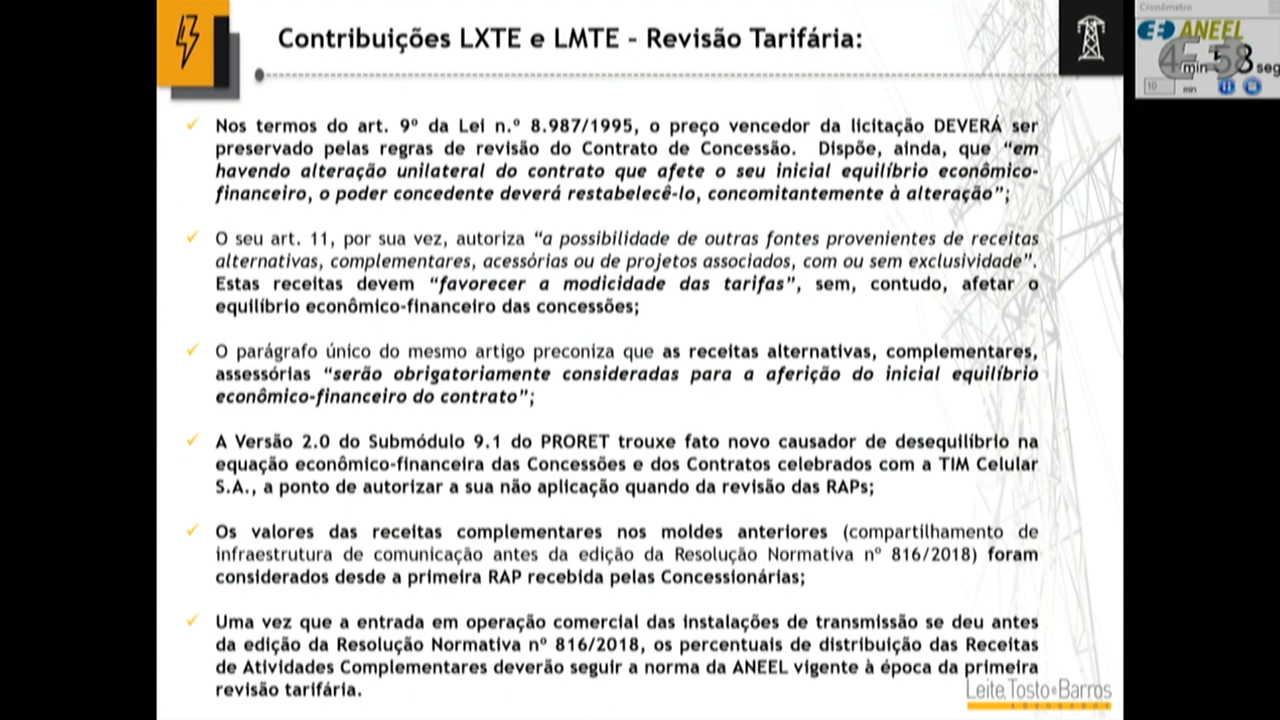 Contribuições LXTE e LMTE – Revisão Tarifária:
Cronômetro
ANEEL
min 58 seg
10 min
Nos termos do art. 9º da Lei n.º 8.987/1995, o preço vencedor da licitação DEVERÁ ser
preservado pelas regras de revisão do Contrato de Concessão. Dispõe, ainda, que “em
havendo alteração unilateral do contrato que afete o seu inicial equilíbrio econômico-
financeiro, o poder concedente deverá restabelecê-lo, concomitantemente à alteração”;
O seu art. 11, por sua vez, autoriza “a possibilidade de outras fontes provenientes de receitas
alternativas, complementares, acessórias ou de projetos associados, com ou sem exclusividade”.
Estas receitas devem “favorecer a modicidade das tarifas”, sem, contudo, afetar o
equilíbrio econômico-financeiro das concessões;
O parágrafo único do mesmo artigo preconiza que as receitas alternativas, complementares,
assessórias “serão obrigatoriamente consideradas para a aferição do inicial equilíbrio
econômico-financeiro do contrato”;
A Versão 2.0 do Submódulo 9.1 do PRORET trouxe fato novo causador de desequilíbrio na
equação econômico-financeira das Concessões e dos Contratos celebrados com a TIM Celular
S.A., a ponto de autorizar a sua não aplicação quando da revisão das RAPs;
Os valores das receitas complementares nos moldes anteriores (compartilhamento de
infraestrutura de comunicação antes da edição da Resolução Normativa nº 816/2018) foram
considerados desde a primeira RAP recebida pelas Concessionárias;
Uma vez que a entrada em operação comercial das instalações de transmissão se deu antes
da edição da Resolução Normativa nº 816/2018, os percentuais de distribuição das Receitas
de Atividades Complementares deverão seguir a norma da ANEEL vigente à época da primeira
revisão tarifária.
Leite, Tosto e Barros
ADVOGADOS